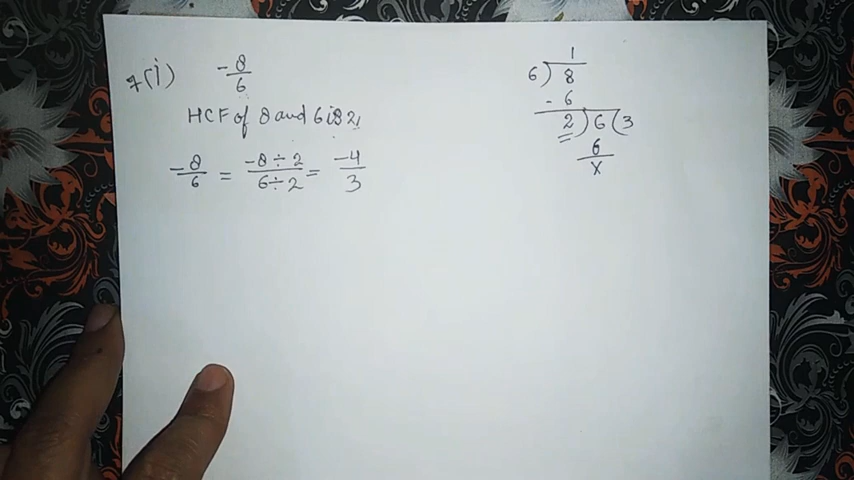 7(i) -8/6
HCF of 8 and 6 is 2,
-8/6 = -8÷2/6÷2 = -4/3
1
6)8
-6
2)6(3
6
x